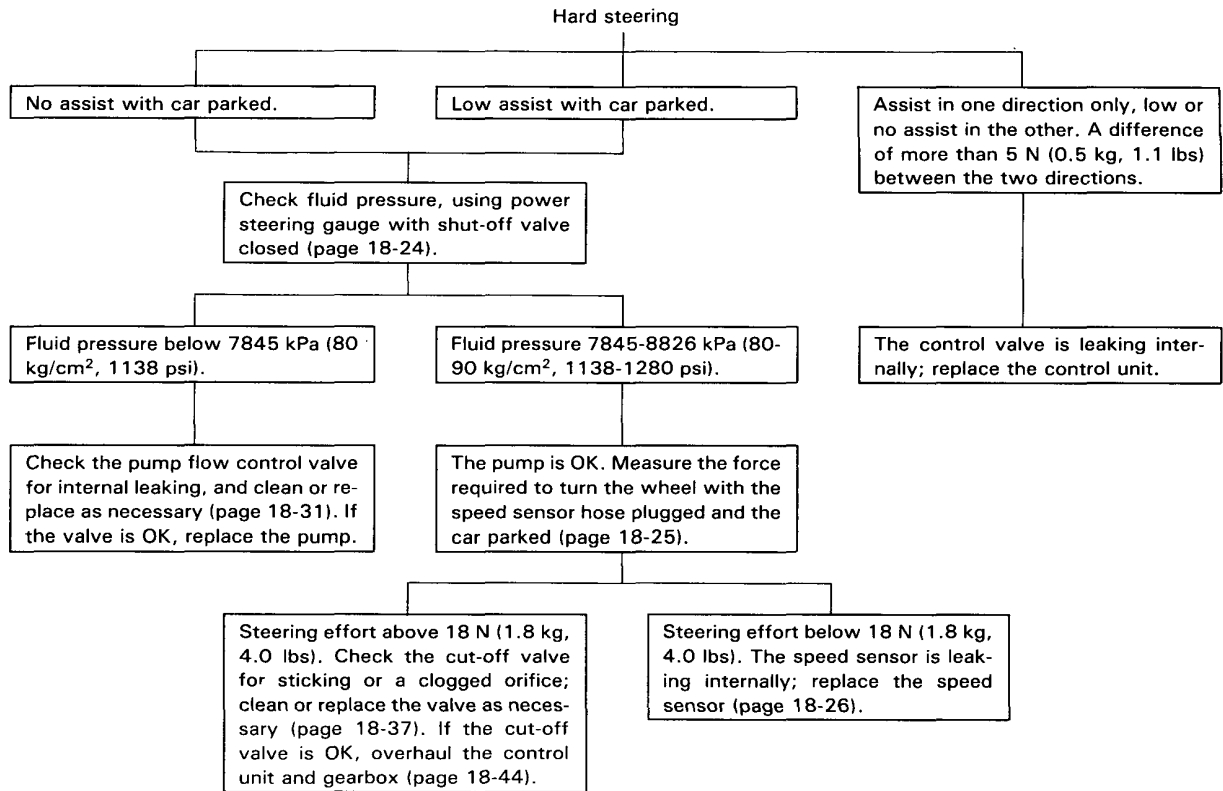 Hard steering
No assist with car parked.
Low assist with car parked.
Assist in one direction only, low or
no assist in the other. A difference
of more than 5 N (0.5 kg, 1.1 lbs)
between the two directions.
Check fluid pressure, using power
steering gauge with shut-off valve
closed (page 18-24).
Fluid pressure below 7845 kPa (80
kg/cm², 1138 psi).
Fluid pressure 7845-8826 kPa (80-
90 kg/cm², 1138-1280 psi).
The control valve is leaking inter-
nally; replace the control unit.
Check the pump flow control valve
for internal leaking, and clean or re-
place as necessary (page 18-31). If
the valve is OK, replace the pump.
The pump is OK. Measure the force
required to turn the wheel with the
speed sensor hose plugged and the
car parked (page 18-25).
Steering effort above 18 N (1.8 kg,
4.0 lbs). Check the cut-off valve
for sticking or a clogged orifice;
clean or replace the valve as neces-
sary (page 18-37). If the cut-off
valve is OK, overhaul the control
unit and gearbox (page 18-44).
Steering effort below 18 N (1.8 kg,
4.0 lbs). The speed sensor is leak-
ing internally; replace the speed
sensor (page 18-26).